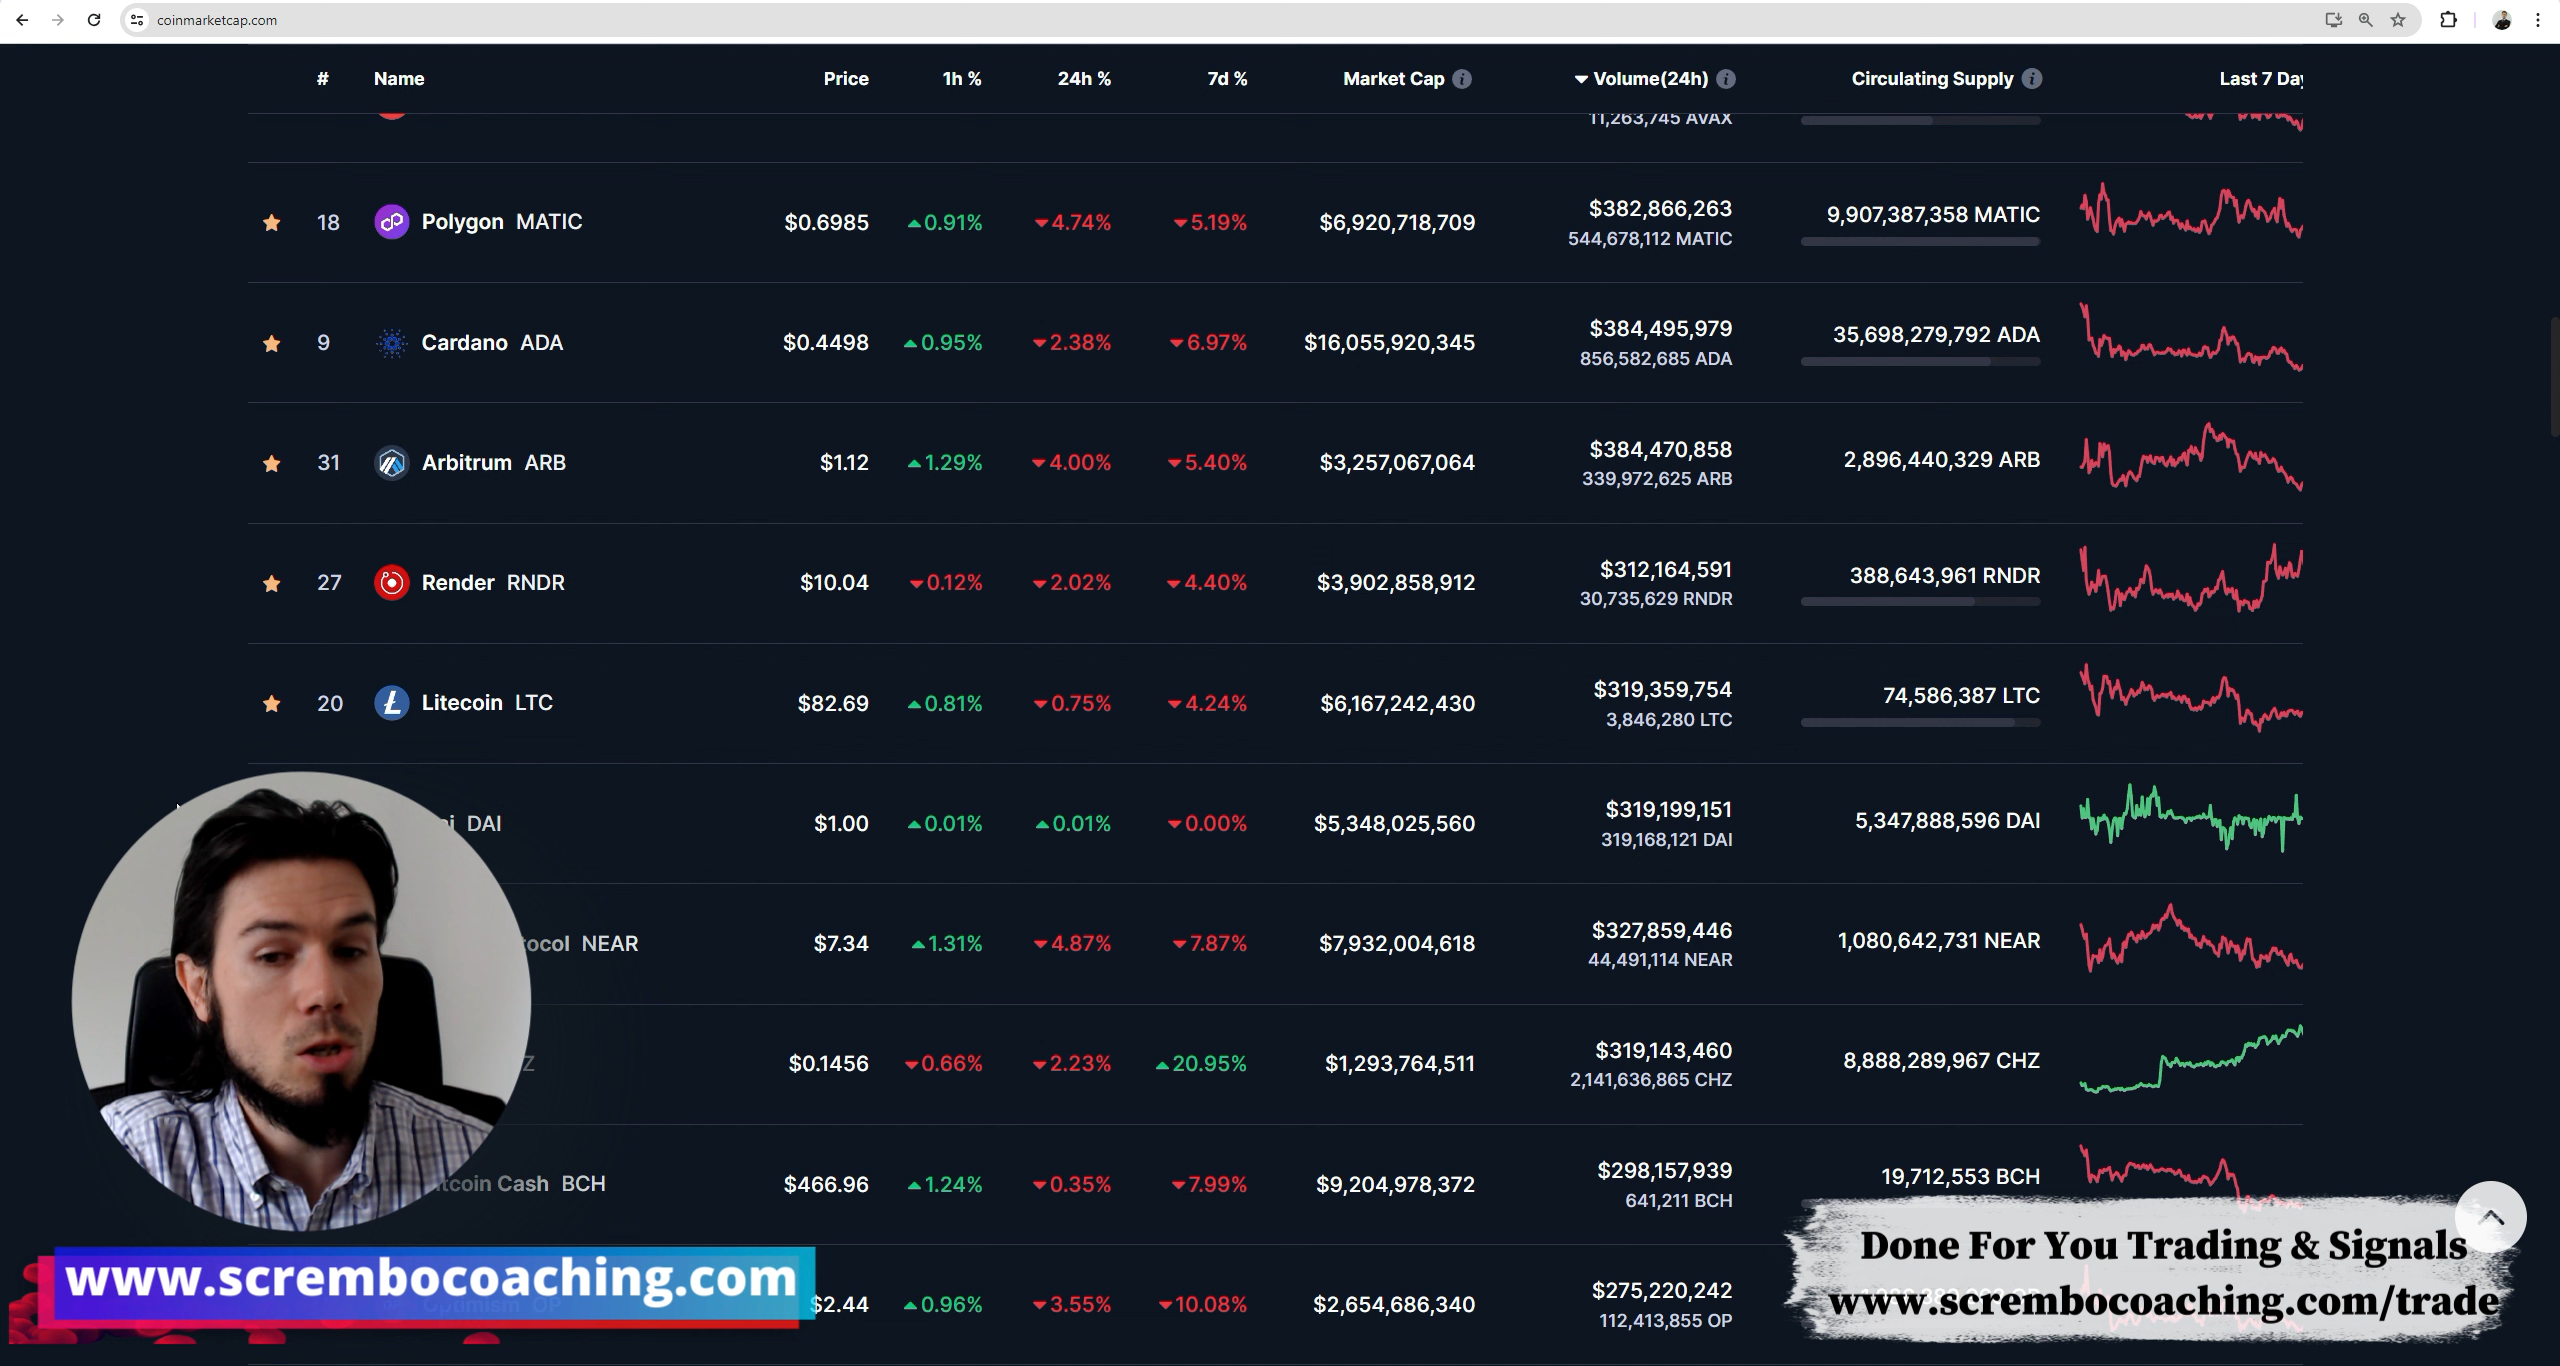 coinmarketcap.com
# Name Price 1h % 24h % 7d % Market Cap Volume(24h) Circulating Supply Last 7 Day
11,263,745 AVAX
18 Polygon MATIC $0.6985 0.91% 4.74% 5.19% $6,920,718,709 $382,866,263 9,907,387,358 MATIC
544,678,112 MATIC
9 Cardano ADA $0.4498 0.95% 2.38% 6.97% $16,055,920,345 $384,495,979 35,698,279,792 ADA
856,582,685 ADA
31 Arbitrum ARB $1.12 1.29% 4.00% 5.40% $3,257,067,064 $384,470,858 2,896,440,329 ARB
339,972,625 ARB
27 Render RNDR $10.04 0.12% 2.02% 4.40% $3,902,858,912 $312,164,591 388,643,961 RNDR
30,735,629 RNDR
20 Litecoin LTC $82.69 0.81% 0.75% 4.24% $6,167,242,430 $319,359,754 74,586,387 LTC
3,846,280 LTC
DAI $1.00 0.01% 0.01% 0.00% $5,348,025,560 $319,199,151 5,347,888,596 DAI
319,168,121 DAI
tocol NEAR $7.34 1.31% 4.87% 7.87% $7,932,004,618 $327,859,446 1,080,642,731 NEAR
44,491,114 NEAR
Z $0.1456 0.66% 2.23% 20.95% $1,293,764,511 $319,143,460 8,888,289,967 CHZ
2,141,636,865 CHZ
tcoin Cash BCH $466.96 1.24% 0.35% 7.99% $9,204,978,372 $298,157,939 19,712,553 BCH
641,211 BCH
Optimism OP $2.44 0.96% 3.55% 10.08% $2,654,686,340 $275,220,242
112,413,855 OP
www.scrembocoaching.com
Done For You Trading & Signals
www.scrembocoaching.com/trade